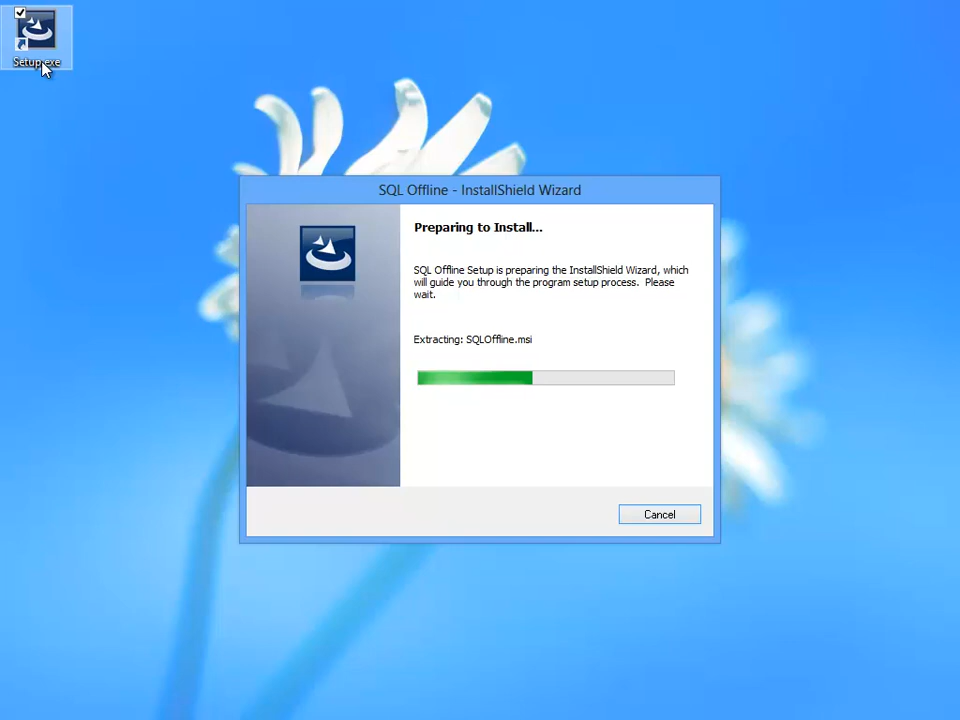 Setup.exe
SQL Offline - InstallShield Wizard
Preparing to Install...
SQL Offline Setup is preparing the InstallShield Wizard, which
will guide you through the program setup process. Please
wait.
Extracting: SQLOffline.msi
Cancel